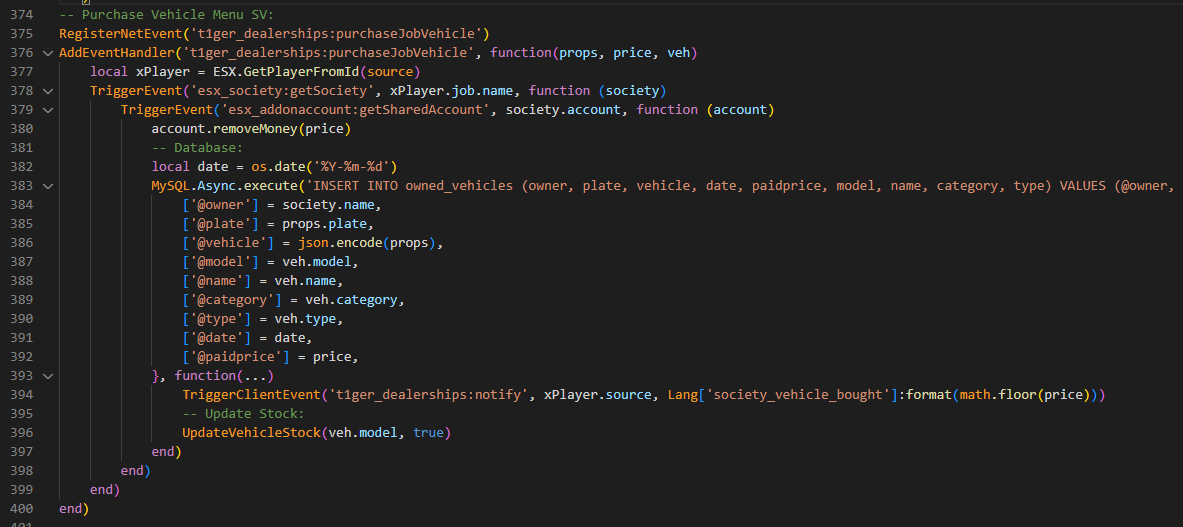 374 -- Purchase Vehicle Menu SV:
375 RegisterNetEvent('t1ger_dealerships:purchaseJobVehicle')
376 AddEventHandler('t1ger_dealerships:purchaseJobVehicle', function(props, price, veh)
377     local xPlayer = ESX.GetPlayerFromId(source)
378     TriggerEvent('esx_society:getSociety', xPlayer.job.name, function (society)
379         TriggerEvent('esx_addonaccount:getSharedAccount', society.account, function (account)
380             account.removeMoney(price)
381             -- Database:
382             local date = os.date('%Y-%m-%d')
383             MySQL.Async.execute('INSERT INTO owned_vehicles (owner, plate, vehicle, date, paidprice, model, name, category, type) VALUES (@owner,
384                 ['@owner'] = society.name,
385                 ['@plate'] = props.plate,
386                 ['@vehicle'] = json.encode(props),
387                 ['@model'] = veh.model,
388                 ['@name'] = veh.name,
389                 ['@category'] = veh.category,
390                 ['@type'] = veh.type,
391                 ['@date'] = date,
392                 ['@paidprice'] = price,
393             }, function(...)
394                 TriggerClientEvent('t1ger_dealerships:notify', xPlayer.source, Lang['society_vehicle_bought']:format(math.floor(price)))
395                 -- Update Stock:
396                 UpdateVehicleStock(veh.model, true)
397             end)
398         end)
399     end)
400 end)